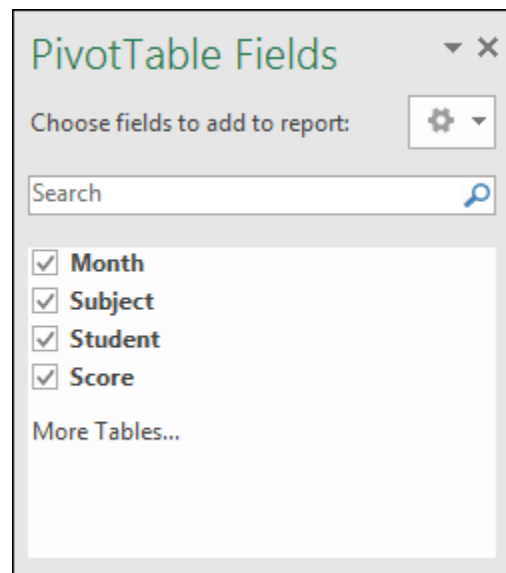 PivotTable Fields
Choose fields to add to report:
Search
Month
Subject
Student
Score
More Tables...